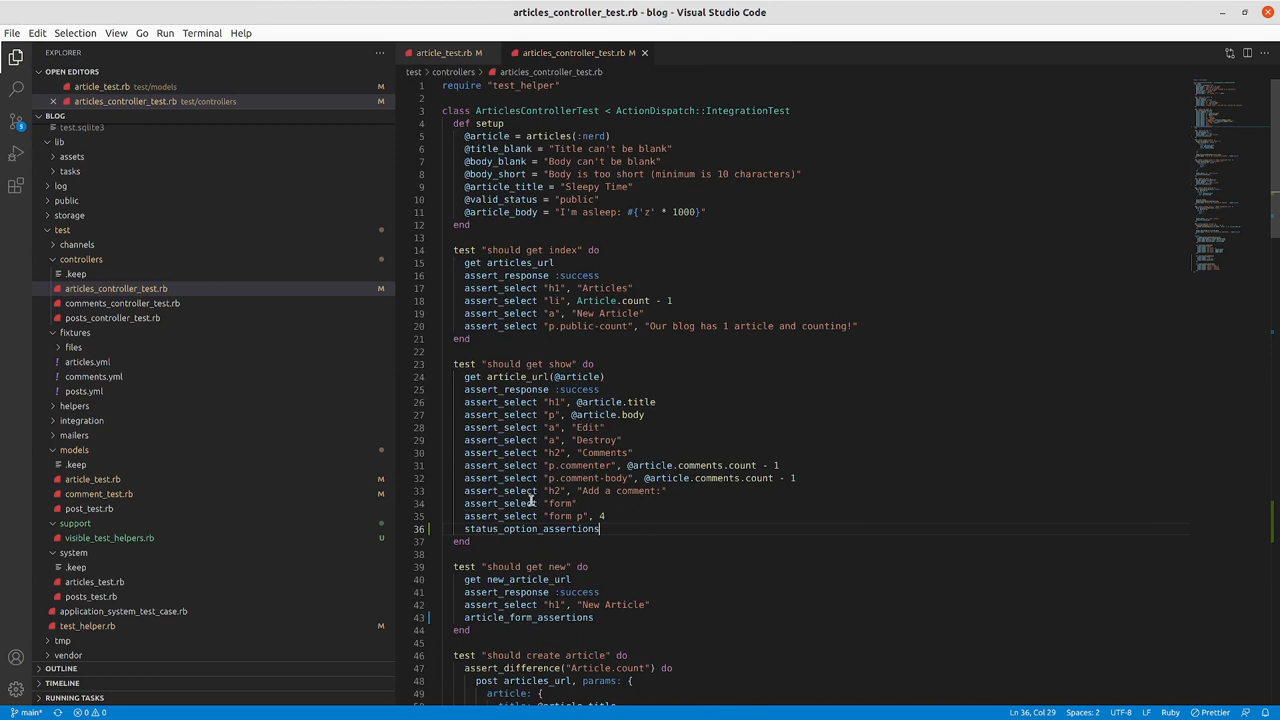 articles_controller_test.rb - blog - Visual Studio Code
File Edit Selection View Go Run Terminal Help
EXPLORER
OPEN EDITORS
article_test.rb test/models M
articles_controller_test.rb test/controllers M
BLOG
test.sqlite3
lib
assets
tasks
log
public
storage
test
channels
controllers
.keep
articles_controller_test.rb M
comments_controller_test.rb
posts_controller_test.rb
fixtures
files
articles.yml
comments.yml
posts.yml
helpers
integration
mailers
models
.keep
article_test.rb M
comment_test.rb M
post_test.rb
support
visible_test_helpers.rb U
system
.keep
articles_test.rb
posts_test.rb
application_system_test_case.rb
test_helper.rb M
tmp
vendor
OUTLINE
TIMELINE
RUNNING TASKS
article_test.rb M
articles_controller_test.rb M
test > controllers > articles_controller_test.rb
1 require "test_helper"
2
3 class ArticlesControllerTest < ActionDispatch::IntegrationTest
4 def setup
5 @article = articles(:nerd)
6 @title_blank = "Title can't be blank"
7 @body_blank = "Body can't be blank"
8 @body_short = "Body is too short (minimum is 10 characters)"
9 @article_title = "Sleepy Time"
10 @valid_status = "public"
11 @article_body = "I'm asleep: #{'z' * 1000}"
12 end
13
14 test "should get index" do
15 get articles_url
16 assert_response :success
17 assert_select "h1", "Articles"
18 assert_select "li", Article.count - 1
19 assert_select "a", "New Article"
20 assert_select "p.public-count", "Our blog has 1 article and counting!"
21 end
22
23 test "should get show" do
24 get article_url(@article)
25 assert_response :success
26 assert_select "h1", @article.title
27 assert_select "p", @article.body
28 assert_select "a", "Edit"
29 assert_select "a", "Destroy"
30 assert_select "h2", "Comments"
31 assert_select "p.commenter", @article.comments.count - 1
32 assert_select "p.comment-body", @article.comments.count - 1
33 assert_select "h2", "Add a comment:"
34 assert_select "form"
35 assert_select "form p", 4
36 status_option_assertions
37 end
38
39 test "should get new" do
40 get new_article_url
41 assert_response :success
42 assert_select "h1", "New Article"
43 article_form_assertions
44 end
45
46 test "should create article" do
47 assert_difference("Article.count") do
48 post articles_url, params: {
49 article: {
main* 0 0 Ln 36, Col 29 Spaces: 2 UTF-8 LF Ruby Prettier